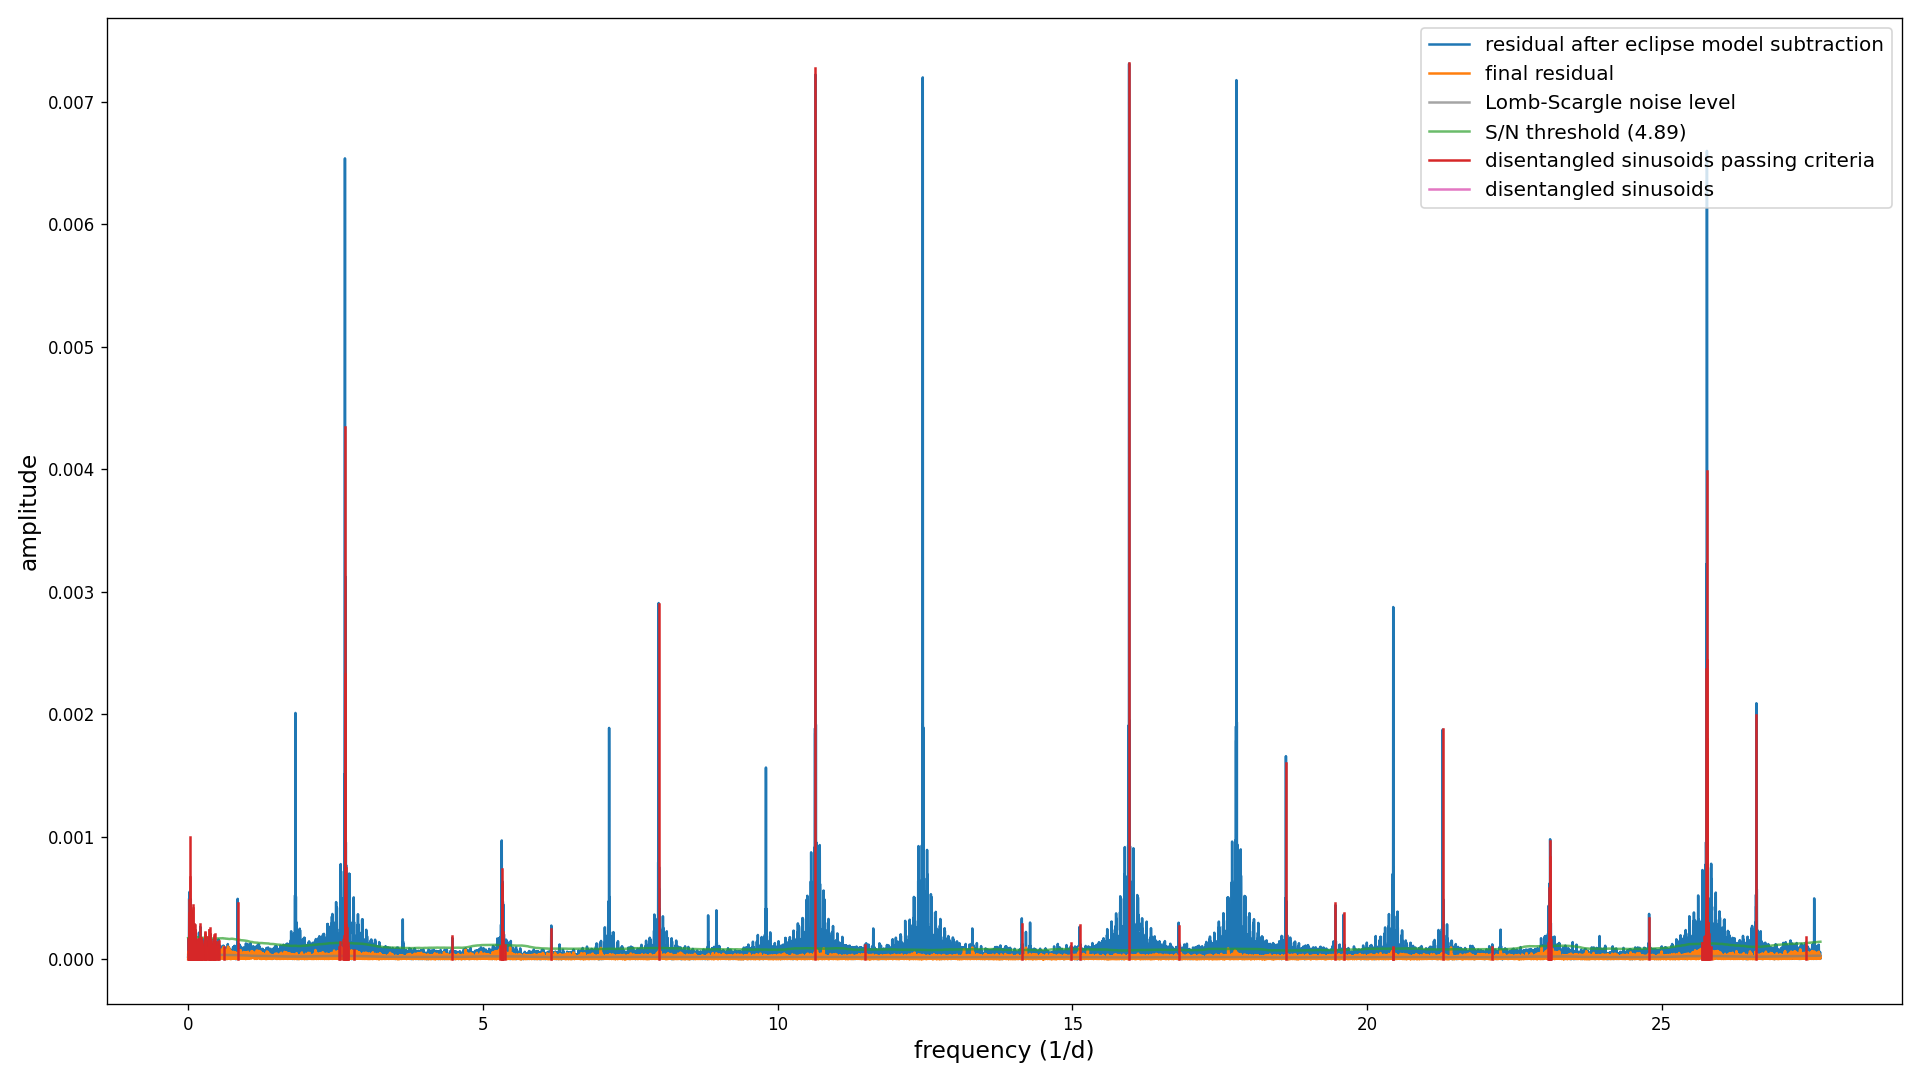 residual after eclipse model subtraction
final residual
Lomb-Scargle noise level
S/N threshold (4.89)
disentangled sinusoids passing criteria
disentangled sinusoids
amplitude
0.007
0.006
0.005
0.004
0.003
0.002
0.001
0.000
0 5 10 15 20 25
frequency (1/d)